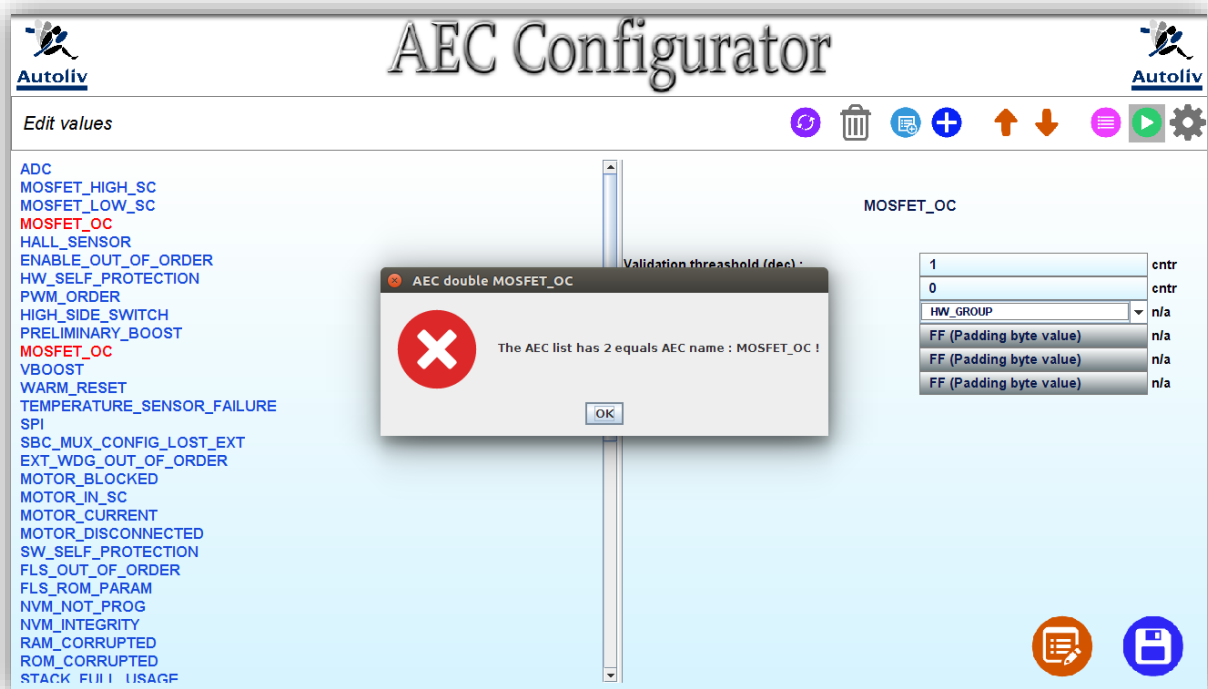 Autoliv
AEC Configurator
Autoliv
Edit values
ADC
MOSFET_HIGH_SC
MOSFET_LOW_SC
MOSFET_OC
HALL_SENSOR
ENABLE_OUT_OF_ORDER
HW_SELF_PROTECTION
PWM_ORDER
HIGH_SIDE_SWITCH
PRELIMINARY_BOOST
MOSFET_OC
VBOOST
WARM_RESET
TEMPERATURE_SENSOR_FAILURE
SPI
SBC_MUX_CONFIG_LOST_EXT
EXT_WDG_OUT_OF_ORDER
MOTOR_BLOCKED
MOTOR_IN_SC
MOTOR_CURRENT
MOTOR_DISCONNECTED
SW_SELF_PROTECTION
FLS_OUT_OF_ORDER
FLS_ROM_PARAM
NVM_NOT_PROG
NVM_INTEGRITY
RAM_CORRUPTED
ROM_CORRUPTED
STACK_FULL_USAGE
MOSFET_OC
Validation threashold (dec) :
1 cntr
0 cntr
HW_GROUP n/a
FF (Padding byte value) n/a
FF (Padding byte value) n/a
FF (Padding byte value) n/a
AEC double MOSFET_OC
The AEC list has 2 equals AEC name : MOSFET_OC !
OK